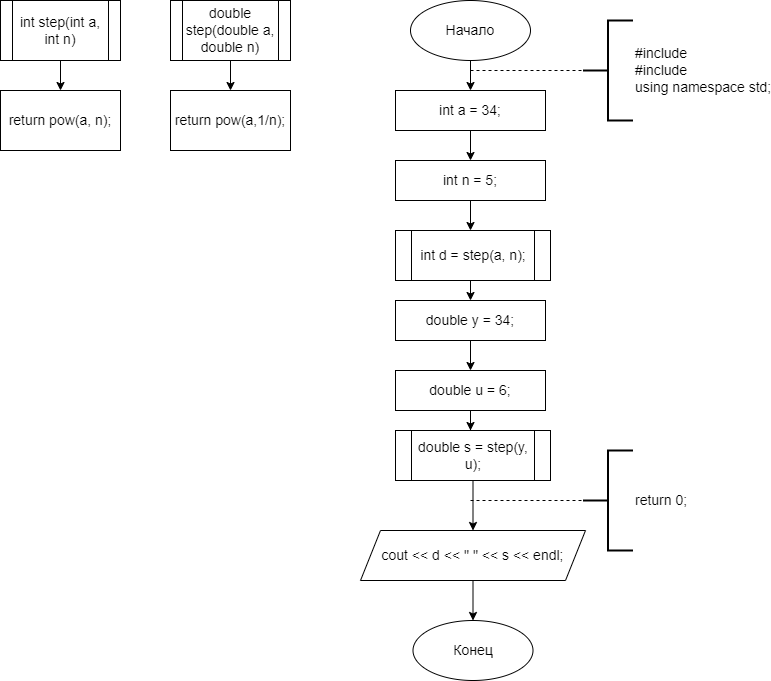 int step(int a,
int n)
return pow(a, n);
double
step(double a,
double n)
return pow(a,1/n);
Начало
#include
#include
using namespace std;
int a = 34;
int n = 5;
int d = step(a, n);
double y = 34;
double u = 6;
double s = step(y,
u);
return 0;
cout << d << " " << s << endl;
Конец